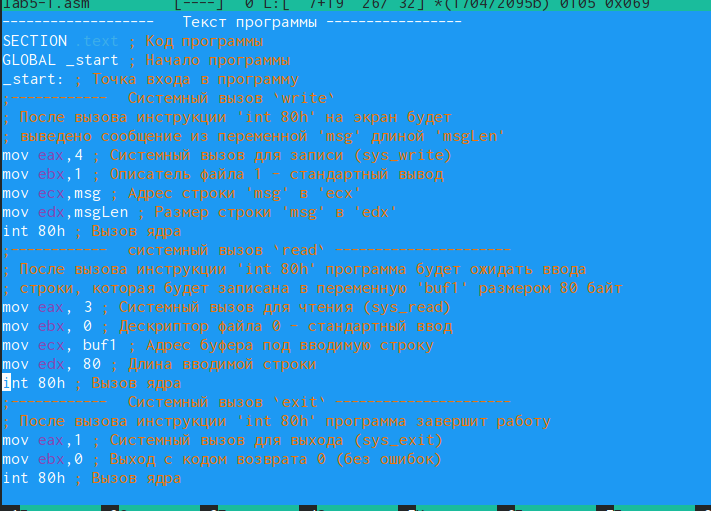 lab5-1.asm [----] 0 L:[ 7+19 26/ 32] *(1704/2095b) 0105 0x069
------------------- Текст программы ----------------
SECTION .text ; Код программы
GLOBAL _start ; Начало программы
_start: ; Точка входа в программу
;------------ Системный вызов `write`
; После вызова инструкции 'int 80h' на экран будет
; выведено сообщение из переменной 'msg' длиной 'msgLen'
mov eax,4 ; Системный вызов для записи (sys_write)
mov ebx,1 ; Описатель файла 1 - стандартный вывод
mov ecx,msg ; Адрес строки 'msg' в 'ecx'
mov edx,msgLen ; Размер строки 'msg' в 'edx'
int 80h ; Вызов ядра
;------------ системный вызов `read` ----------------------
; После вызова инструкции 'int 80h' программа будет ожидать ввода
; строки, которая будет записана в переменную 'buf1' размером 80 байт
mov eax, 3 ; Системный вызов для чтения (sys_read)
mov ebx, 0 ; Дескриптор файла 0 - стандартный ввод
mov ecx, buf1 ; Адрес буфера под вводимую строку
mov edx, 80 ; Длина вводимой строки
int 80h ; Вызов ядра
;------------ Системный вызов `exit` ----------------------
; После вызова инструкции 'int 80h' программа завершит работу
mov eax,1 ; Системный вызов для выхода (sys_exit)
mov ebx,0 ; Выход с кодом возврата 0 (без ошибок)
int 80h ; Вызов ядра